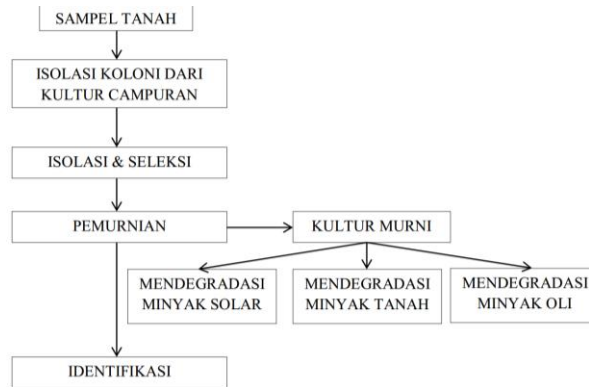 SAMPEL TANAH
ISOLASI KOLONI DARI
KULTUR CAMPURAN
ISOLASI & SELEKSI
PEMURNIAN
KULTUR MURNI
MENDEGRADASI
MINYAK SOLAR
MENDEGRADASI
MINYAK TANAH
MENDEGRADASI
MINYAK OLI
IDENTIFIKASI